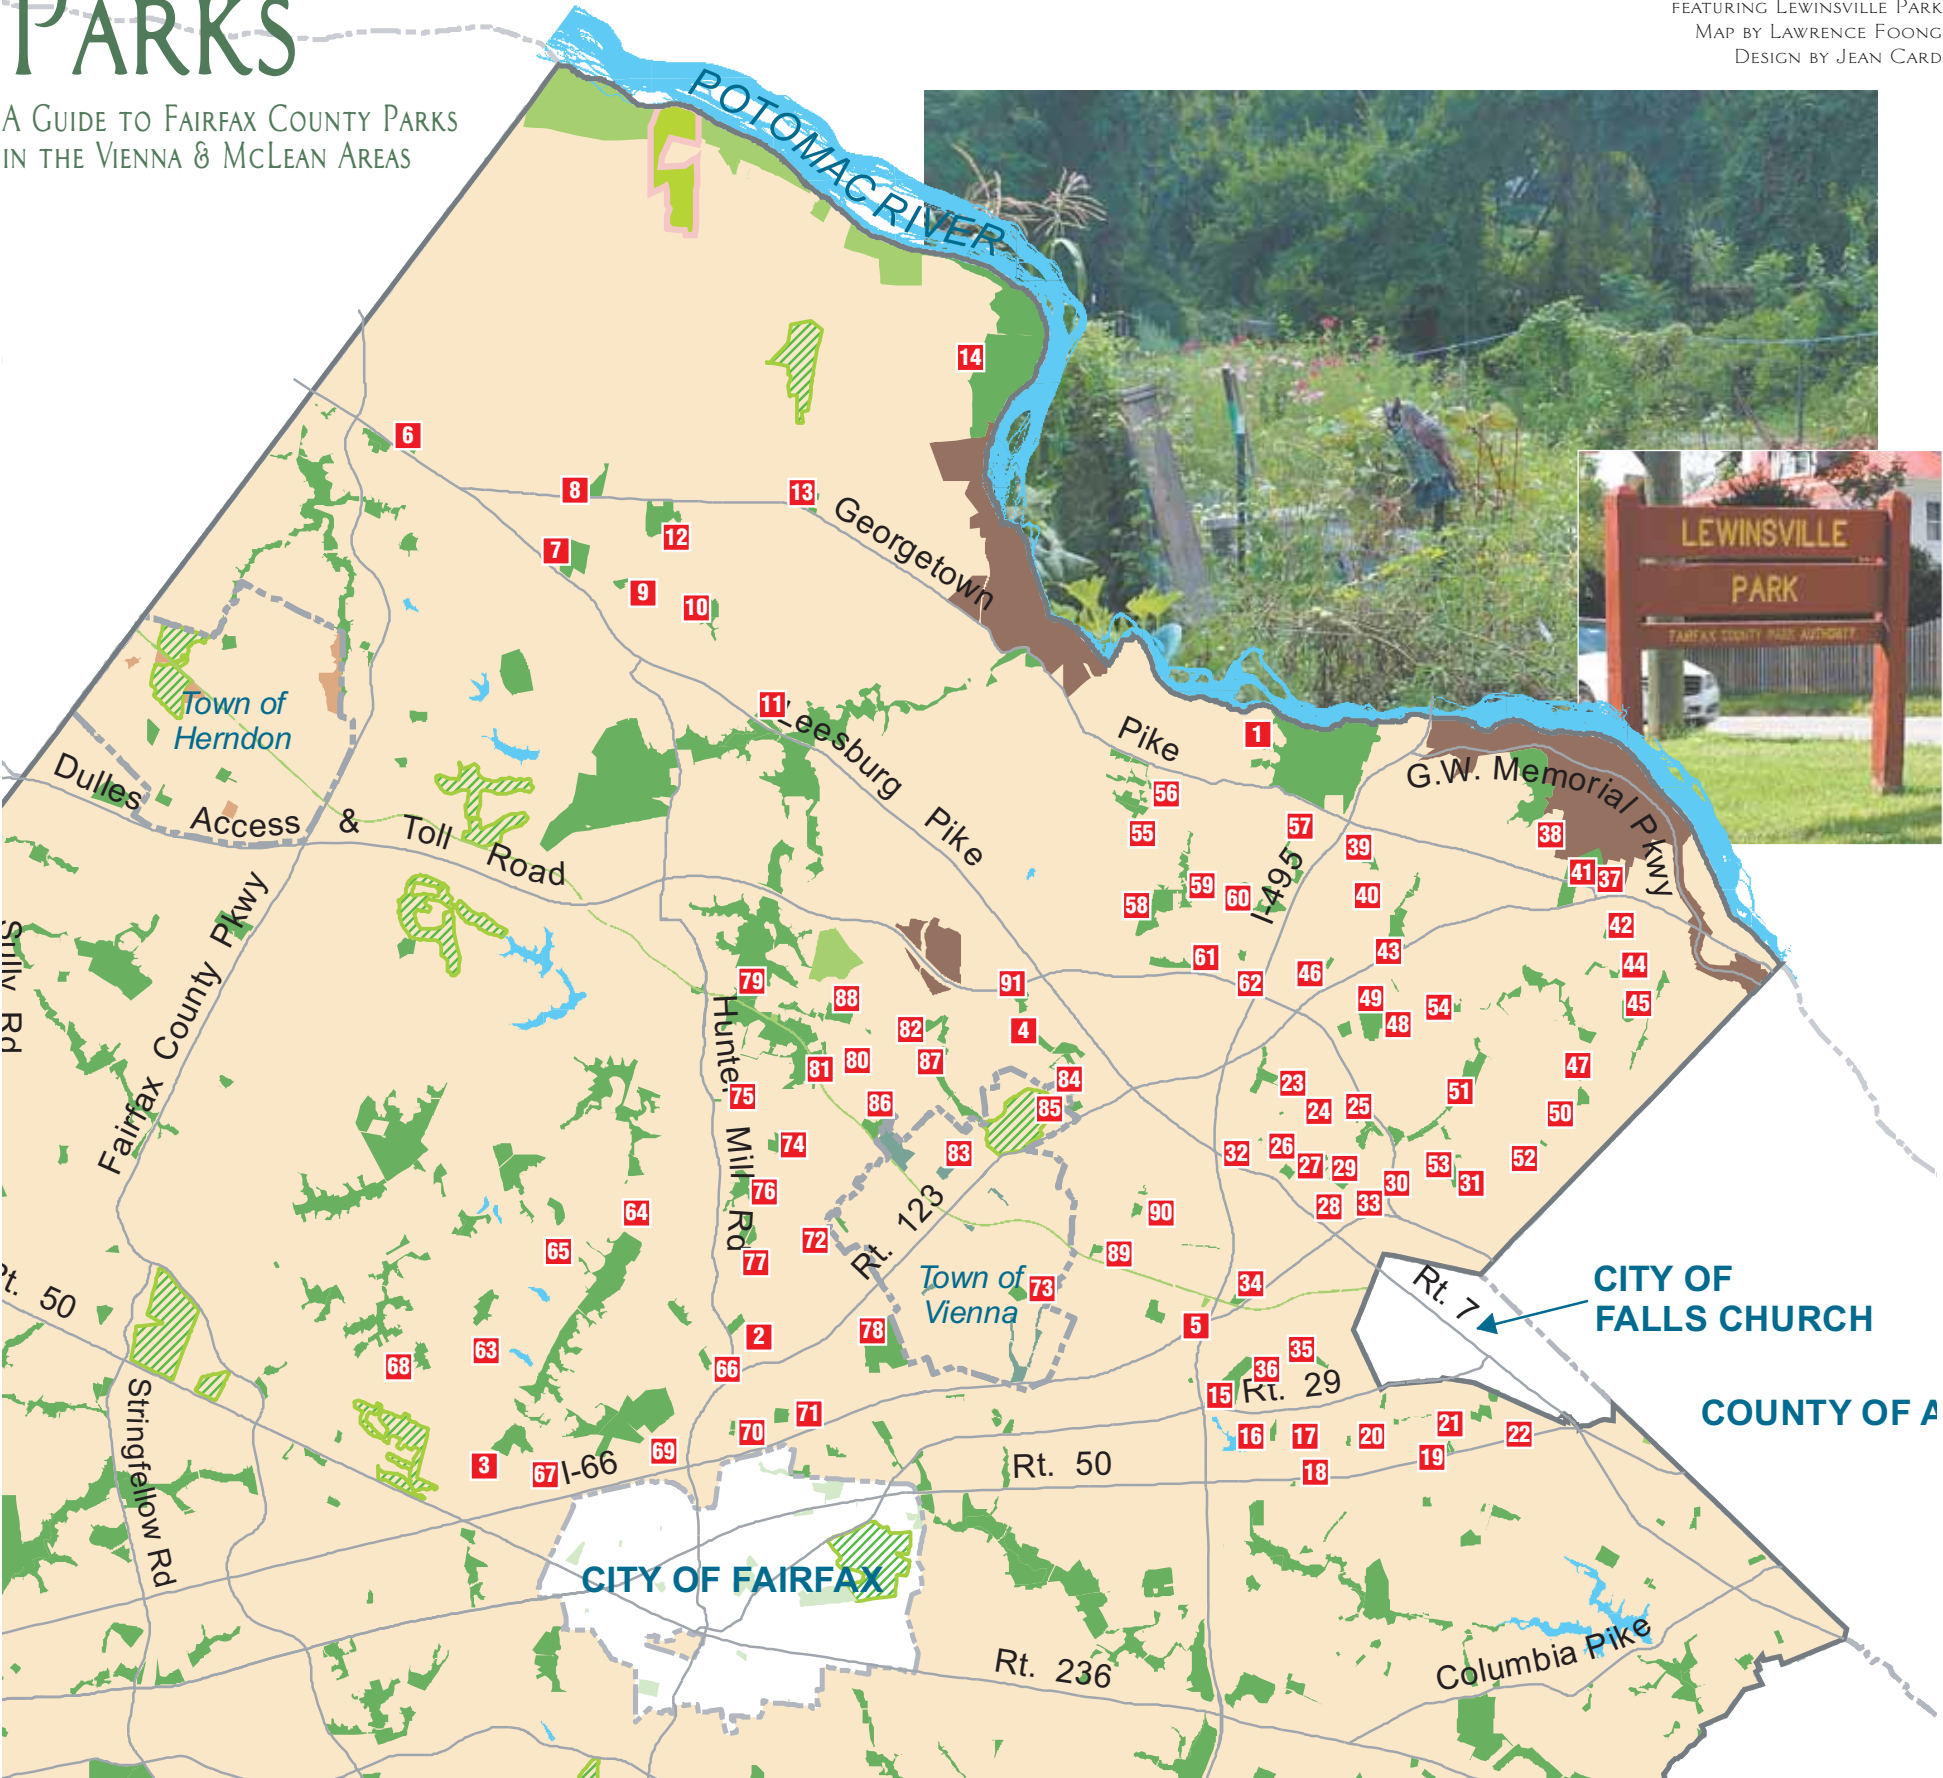 PARKS
A GUIDE TO FAIRFAX COUNTY PARKS
IN THE VIENNA & MCLEAN AREAS
FEATURING LEWINSVILLE PARK
MAP BY LAWRENCE FOONG
DESIGN BY JEAN CARD
POTOMAC RIVER
LEWINSVILLE
PARK
FAIRFAX COUNTY PARK AUTHORITY
14
6
8
13
Georgetown
12
7
9
10
Town of
Herndon
11
Leesburg
Pike
Pike
1
G.W. Memorial Pkwy
Dulles
Access & Toll Road
56
55
57
39
38
41
37
I-495
59
60
58
40
42
Fairfax County Pkwy
Sully Rd
61
62
46
43
44
79
88
91
49
48
54
45
Hunter Mill Rd
82
4
81
80
87
84
47
75
86
85
23
24
25
51
50
74
83
32
26
27
29
53
52
76
30
31
64
72
Rt. 123
90
28
33
65
77
89
Rt. 50
Town of
Vienna
73
34
CITY OF
FALLS CHURCH
Rt. 7
2
78
5
63
68
66
35
36
15
Rt. 29
COUNTY OF A
Stringfellow Rd
70
71
16
17
20
21
22
3
67
I-66
69
Rt. 50
18
19
CITY OF FAIRFAX
Rt. 236
Columbia Pike